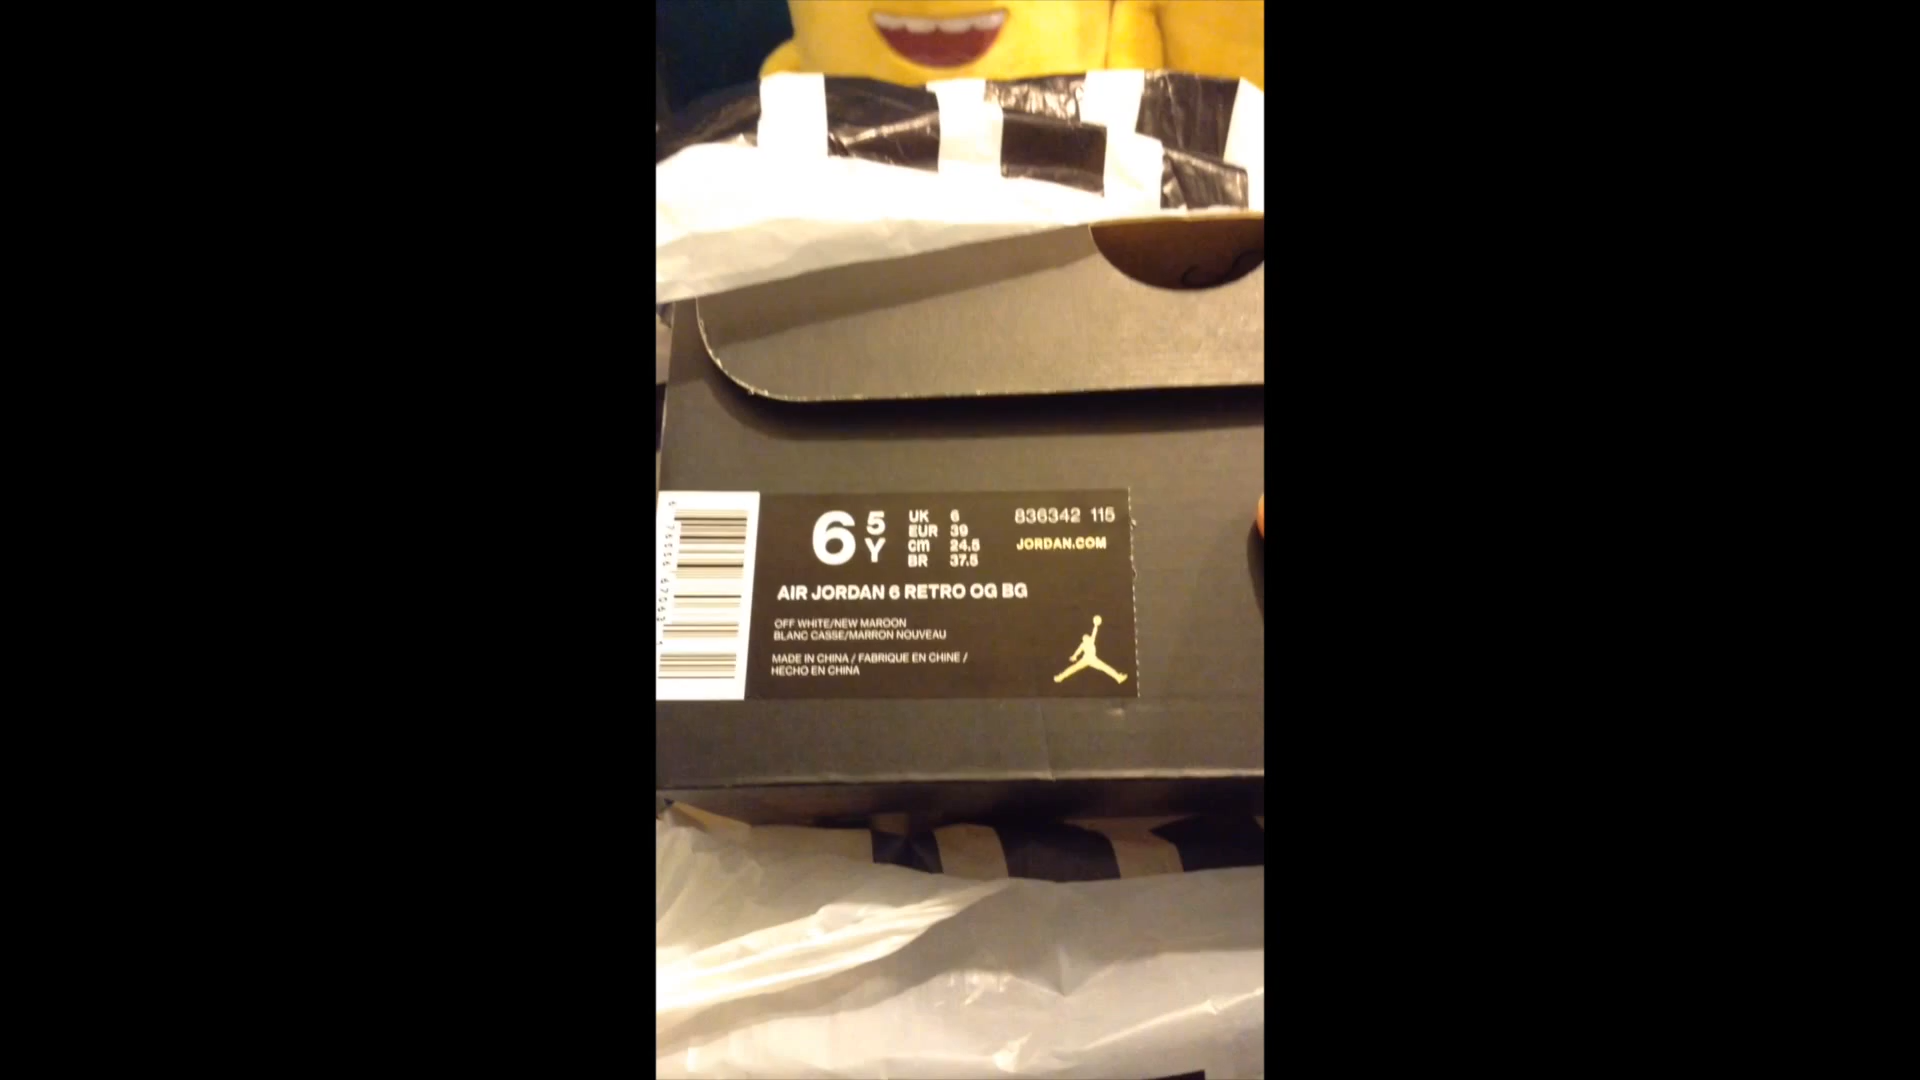 6 5 Y
UK 6
EUR 39
cm 24.5
BR 37.5
836342 115
JORDAN.COM
AIR JORDAN 6 RETRO OG BG
OFF WHITE/NEW MAROON
BLANC CASSE/MARRON NOUVEAU
MADE IN CHINA / FABRIQUE EN CHINE /
HECHO EN CHINA